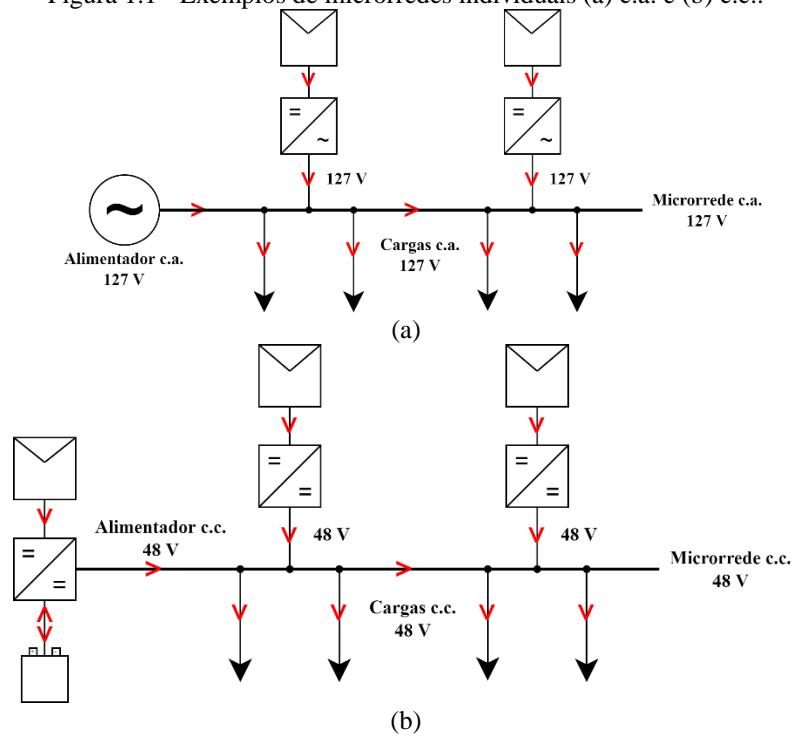 Figura 1.1 - Exemplos de microrredes individuais (a) c.a. e (b) c.c..
=
~
=
~
127 V
127 V
~
Microrrede c.a.
127 V
Alimentador c.a.
127 V
Cargas c.a.
127 V
(a)
=
=
=
=
Alimentador c.c.
48 V
48 V
48 V
=
=
Microrrede c.c.
48 V
Cargas c.c.
48 V
(b)